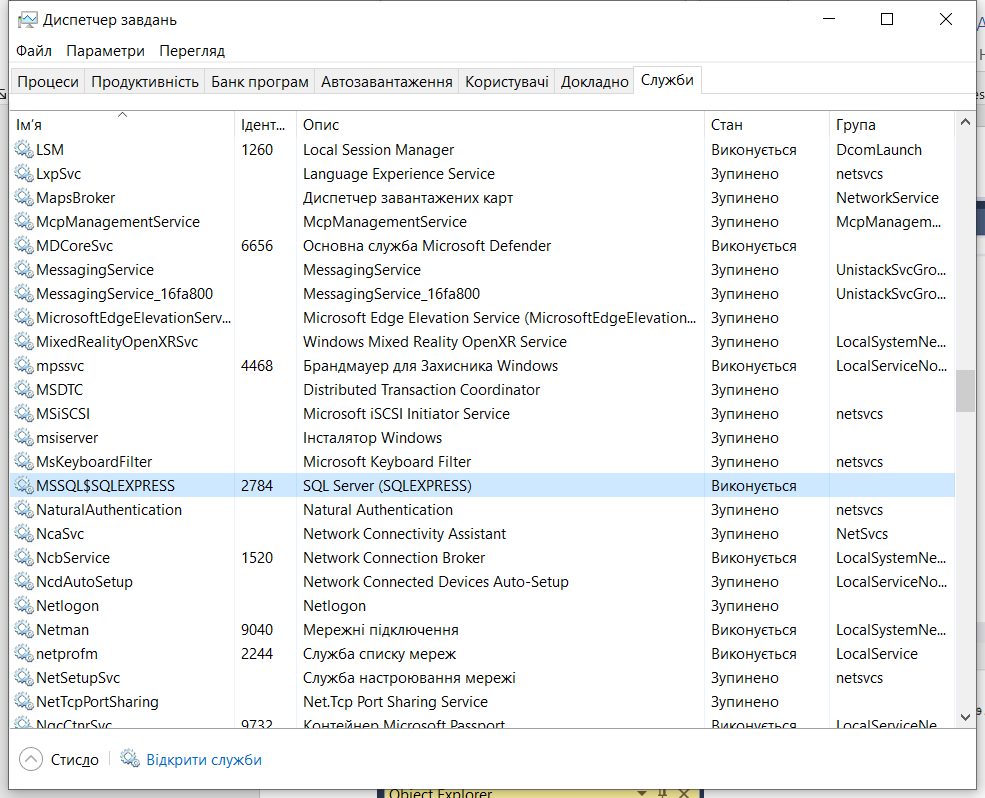 Диспетчер завдань
Файл Параметри Перегляд
Процеси Продуктивність Банк програм Автозавантаження Користувачі Докладно Служби
Ім'я Ідент... Опис Стан Група
LSM 1260 Local Session Manager Виконується DcomLaunch
LxpSvc Language Experience Service Зупинено netsvcs
MapsBroker Диспетчер завантажених карт Зупинено NetworkService
McpManagementService McpManagementService Зупинено McpManagem...
MDCoreSvc 6656 Основна служба Microsoft Defender Виконується
MessagingService MessagingService Зупинено UnistackSvcGro...
MessagingService_16fa800 MessagingService_16fa800 Зупинено UnistackSvcGro...
MicrosoftEdgeElevationServ... Microsoft Edge Elevation Service (MicrosoftEdgeElevation... Зупинено
MixedRealityOpenXRSvc Windows Mixed Reality OpenXR Service Зупинено LocalSystemNe...
mpssvc 4468 Брандмауер для Захисника Windows Виконується LocalServiceNo...
MSDTC Distributed Transaction Coordinator Зупинено
MSiSCSI Microsoft iSCSI Initiator Service Зупинено netsvcs
msiserver Інсталятор Windows Зупинено
MsKeyboardFilter Microsoft Keyboard Filter Зупинено netsvcs
MSSQL$SQLEXPRESS 2784 SQL Server (SQLEXPRESS) Виконується
NaturalAuthentication Natural Authentication Зупинено netsvcs
NcaSvc Network Connectivity Assistant Зупинено NetSvcs
NcbService 1520 Network Connection Broker Виконується LocalSystemNe...
NcdAutoSetup Network Connected Devices Auto-Setup Зупинено LocalServiceNo...
Netlogon Netlogon Зупинено
Netman 9040 Мережні підключення Виконується LocalSystemNe...
netprofm 2244 Служба списку мереж Виконується LocalService
NetSetupSvc Служба настроювання мережі Зупинено netsvcs
NetTcpPortSharing Net.Tcp Port Sharing Service Зупинено
NgcCtnrSvc 9732 Контейнер Microsoft Passport Виконується LocalServiceNe...
Стисло Відкрити служби
Object Explorer